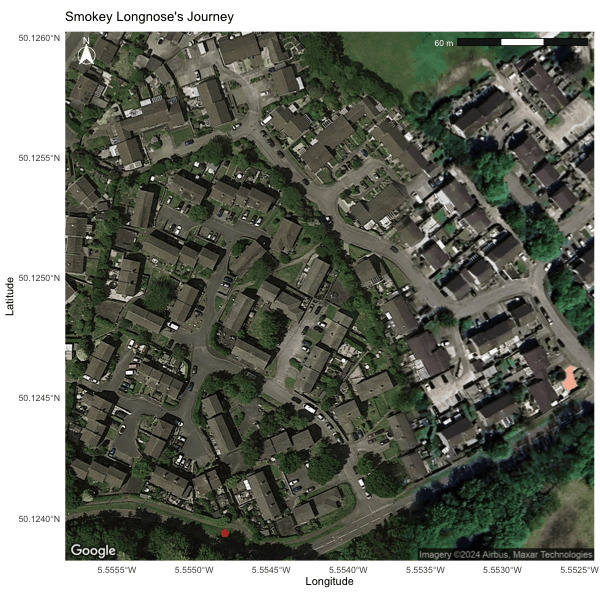 Smokey Longnose's Journey
50.1260°N
50.1255°N
50.1250°N
50.1245°N
50.1240°N
Latitude
N
60 m
Google
Imagery ©2024 Airbus, Maxar Technologies
5.5555°W 5.5550°W 5.5545°W 5.5540°W 5.5535°W 5.5530°W 5.5525°W
Longitude